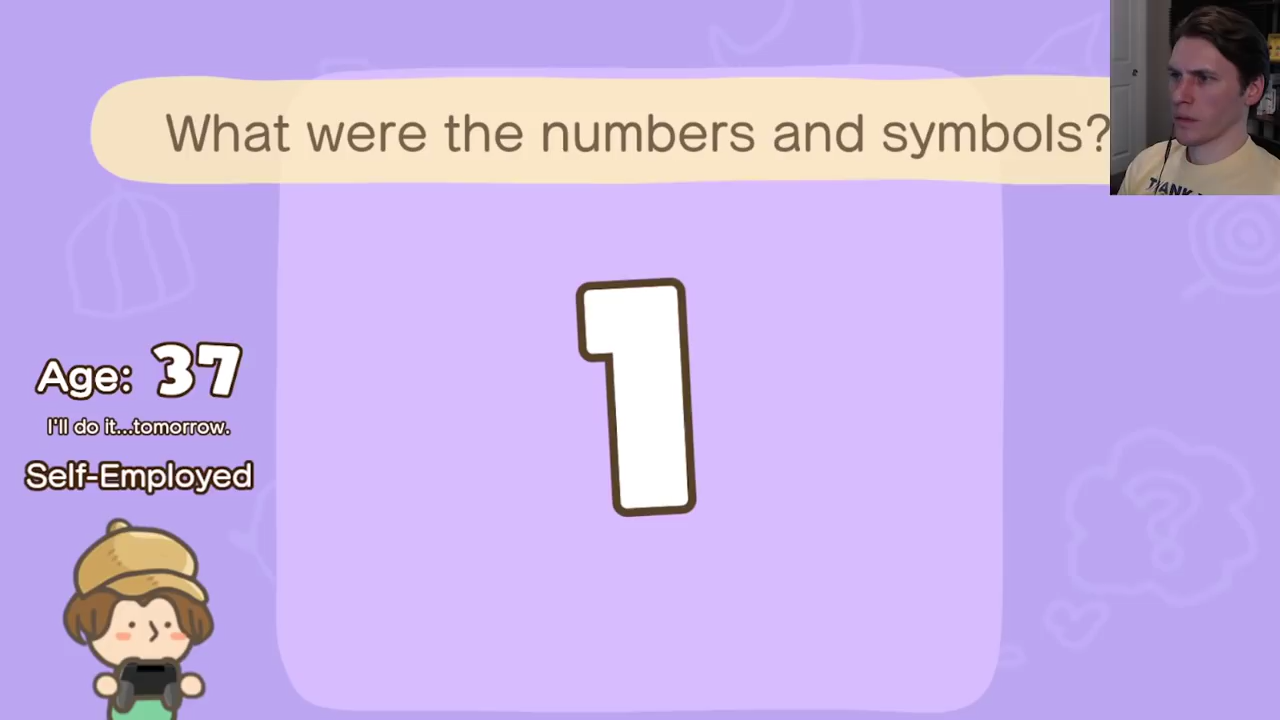 What were the numbers and symbols?
1
Age: 37
I'll do it...tomorrow.
Self-Employed